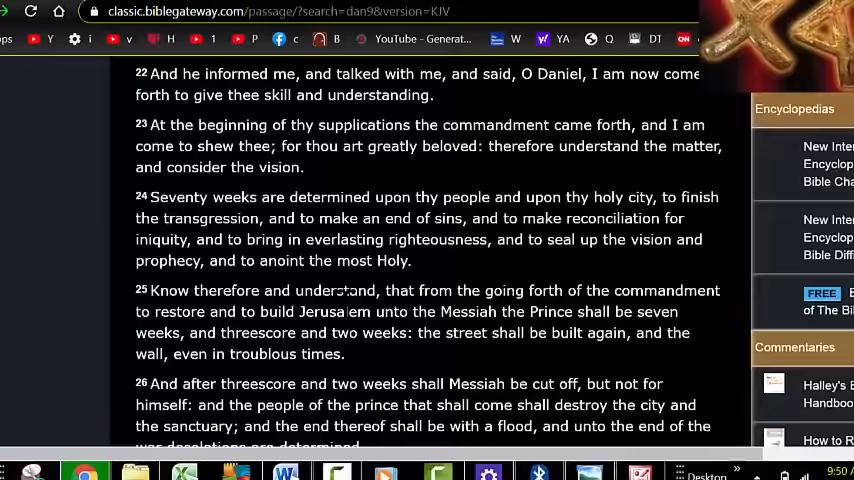 classic.biblegateway.com/passage/?search=dan9&version=KJV
ops Y i v H 1 P c B YouTube – Generat... W YA Q DT
22 And he informed me, and talked with me, and said, O Daniel, I am now come
forth to give thee skill and understanding.
23 At the beginning of thy supplications the commandment came forth, and I am
come to shew thee; for thou art greatly beloved: therefore understand the matter,
and consider the vision.
24 Seventy weeks are determined upon thy people and upon thy holy city, to finish
the transgression, and to make an end of sins, and to make reconciliation for
iniquity, and to bring in everlasting righteousness, and to seal up the vision and
prophecy, and to anoint the most Holy.
25 Know therefore and understand, that from the going forth of the commandment
to restore and to build Jerusalem unto the Messiah the Prince shall be seven
weeks, and threescore and two weeks: the street shall be built again, and the
wall, even in troublous times.
26 And after threescore and two weeks shall Messiah be cut off, but not for
himself: and the people of the prince that shall come shall destroy the city and
the sanctuary; and the end thereof shall be with a flood, and unto the end of the
war desolations are determined.
X4
Encyclopedias
New Inter
Encyclop
Bible Cha
New Inter
Encyclop
Bible Diff
FREE
of The Bi
Commentaries
Halley's B
Handboo
How to R
Desktop
9:50 A